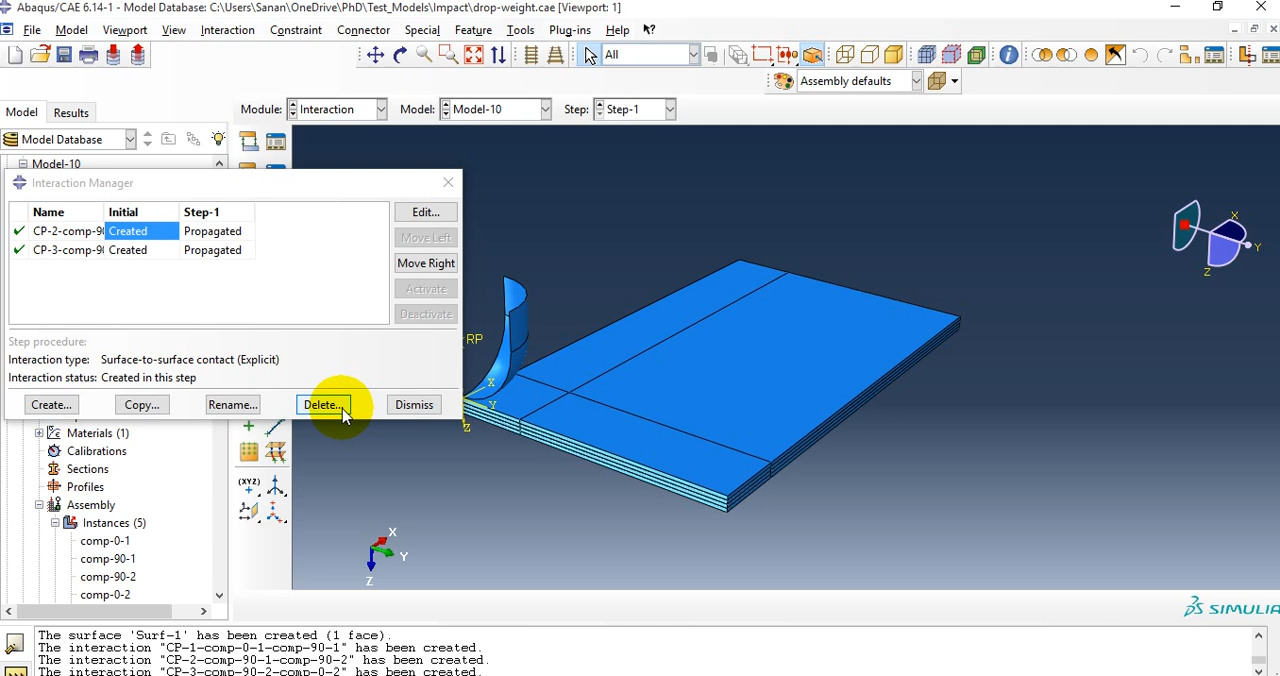 Abaqus/CAE 6.14-1 - Model Database: C:\Users\Sanan\OneDrive\PhD\Test_Models\Impact\drop-weight.cae [Viewport: 1]
File Model Viewport View Interaction Constraint Connector Special Feature Tools Plug-ins Help
All
Assembly defaults
Model Results
Module: Interaction Model: Model-10 Step: Step-1
Model Database
Model-10
Interaction Manager
Name Initial Step-1
CP-2-comp-90 Created Propagated
CP-3-comp-90 Created Propagated
Edit...
Move Left
Move Right
Activate
Deactivate
Step procedure:
Interaction type: Surface-to-surface contact (Explicit)
Interaction status: Created in this step
Create... Copy... Rename... Delete... Dismiss
Materials (1)
Calibrations
Sections
Profiles
Assembly
Instances (5)
comp-0-1
comp-90-1
comp-90-2
comp-0-2
(XYZ)
RP
X
Y
Z
X
Y
Z
X
Y
Z
SIMULIA
The surface 'Surf-1' has been created (1 face).
The interaction "CP-1-comp-0-1-comp-90-1" has been created.
The interaction "CP-2-comp-90-1-comp-90-2" has been created.
The interaction "CP-3-comp-90-2-comp-0-2" has been created.